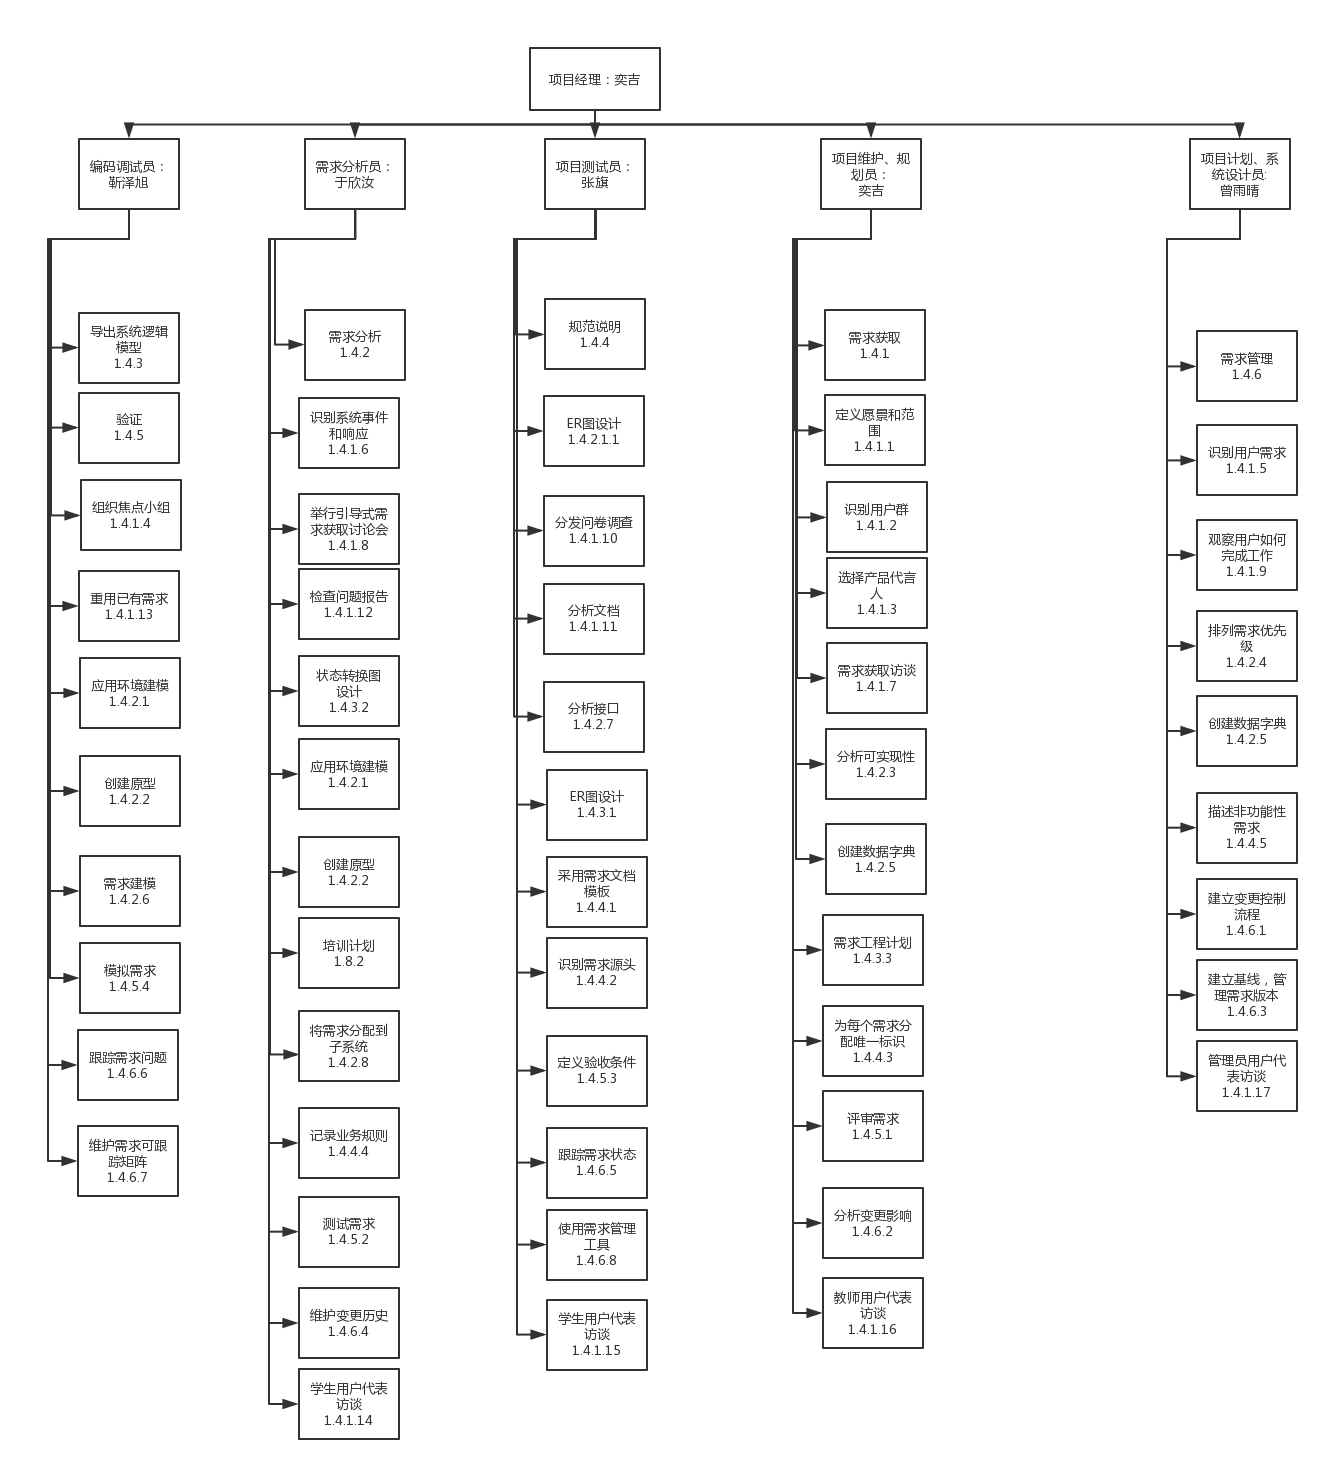 项目经理：奕吉
编码调试员：
靳泽旭
需求分析员：
于欣汝
项目测试员：
张旗
项目维护、规
划员：
奕吉
项目计划、系
统设计员:
曾雨晴
导出系统逻辑
模型
1.4.3
验证
1.4.5
组织焦点小组
1.4.1.4
重用已有需求
1.4.1.13
应用环境建模
1.4.2.1
创建原型
1.4.2.2
需求建模
1.4.2.6
模拟需求
1.4.5.4
跟踪需求问题
1.4.6.6
维护需求可跟
踪矩阵
1.4.6.7
需求分析
1.4.2
识别系统事件
和响应
1.4.1.6
举行引导式需
求获取讨论会
1.4.1.8
检查问题报告
1.4.1.12
状态转换图
设计
1.4.3.2
应用环境建模
1.4.2.1
创建原型
1.4.2.2
培训计划
1.8.2
将需求分配到
子系统
1.4.2.8
记录业务规则
1.4.4.4
测试需求
1.4.5.2
维护变更历史
1.4.6.4
学生用户代表
访谈
1.4.1.14
规范说明
1.4.4
ER图设计
1.4.2.1.1
分发问卷调查
1.4.1.10
分析文档
1.4.1.11
分析接口
1.4.2.7
ER图设计
1.4.3.1
采用需求文档
模板
1.4.4.1
识别需求源头
1.4.4.2
定义验收条件
1.4.5.3
跟踪需求状态
1.4.6.5
使用需求管理
工具
1.4.6.8
学生用户代表
访谈
1.4.1.15
需求获取
1.4.1
定义愿景和范
围
1.4.1.1
识别用户群
1.4.1.2
选择产品代言
人
1.4.1.3
需求获取访谈
1.4.1.7
分析可实现性
1.4.2.3
创建数据字典
1.4.2.5
需求工程计划
1.4.3.3
为每个需求分
配唯一标识
1.4.4.3
评审需求
1.4.5.1
分析变更影响
1.4.6.2
教师用户代表
访谈
1.4.1.16
需求管理
1.4.6
识别用户需求
1.4.1.5
观察用户如何
完成工作
1.4.1.9
排列需求优先
级
1.4.2.4
创建数据字典
1.4.2.5
描述非功能性
需求
1.4.4.5
建立变更控制
流程
1.4.6.1
建立基线，管
理需求版本
1.4.6.3
管理员用户代
表访谈
1.4.1.17